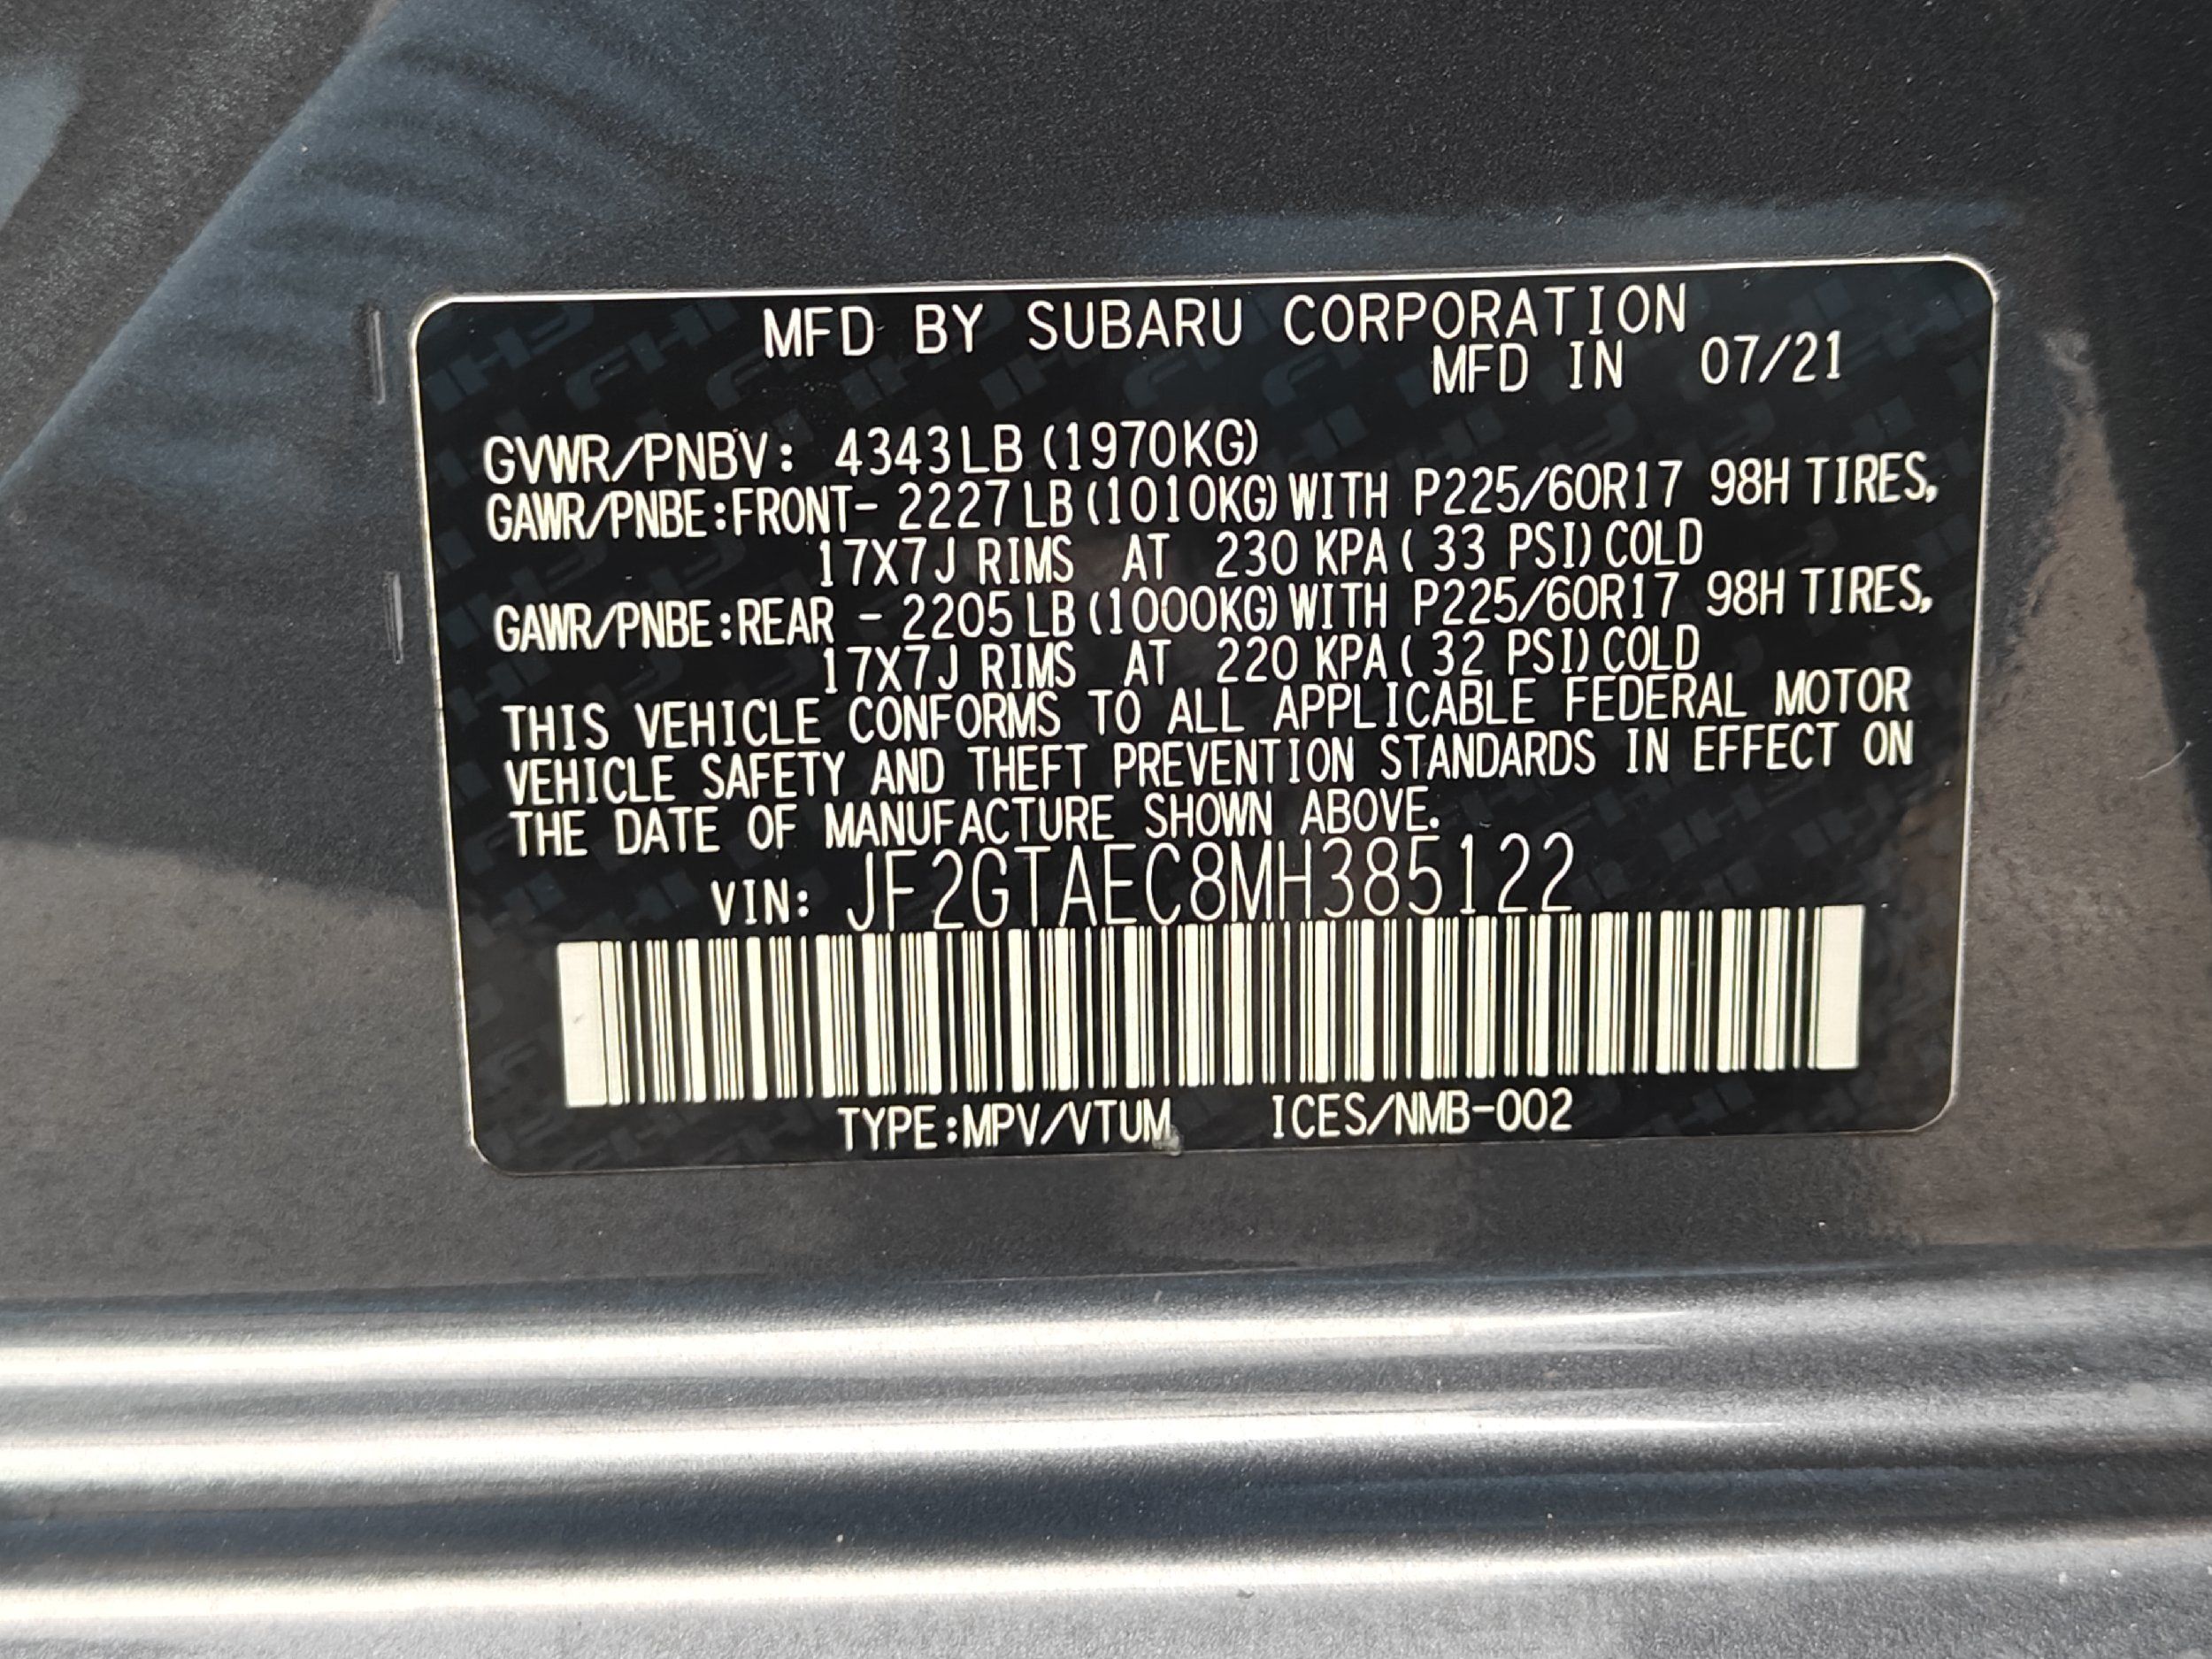 MFD BY SUBARU CORPORATION
MFD IN 07/21
GVWR/PNBV: 4343LB (1970KG)
GAWR/PNBE:FRONT- 2227LB (1010KG) WITH P225/60R17 98H TIRES,
17X7J RIMS AT 230 KPA ( 33 PSI) COLD
GAWR/PNBE:REAR - 2205LB (1000KG) WITH P225/60R17 98H TIRES,
17X7J RIMS AT 220 KPA ( 32 PSI) COLD
THIS VEHICLE CONFORMS TO ALL APPLICABLE FEDERAL MOTOR
VEHICLE SAFETY AND THEFT PREVENTION STANDARDS IN EFFECT ON
THE DATE OF MANUFACTURE SHOWN ABOVE.
VIN: JF2GTAEC8MH385122
TYPE:MPV/VTUM ICES/NMB-002